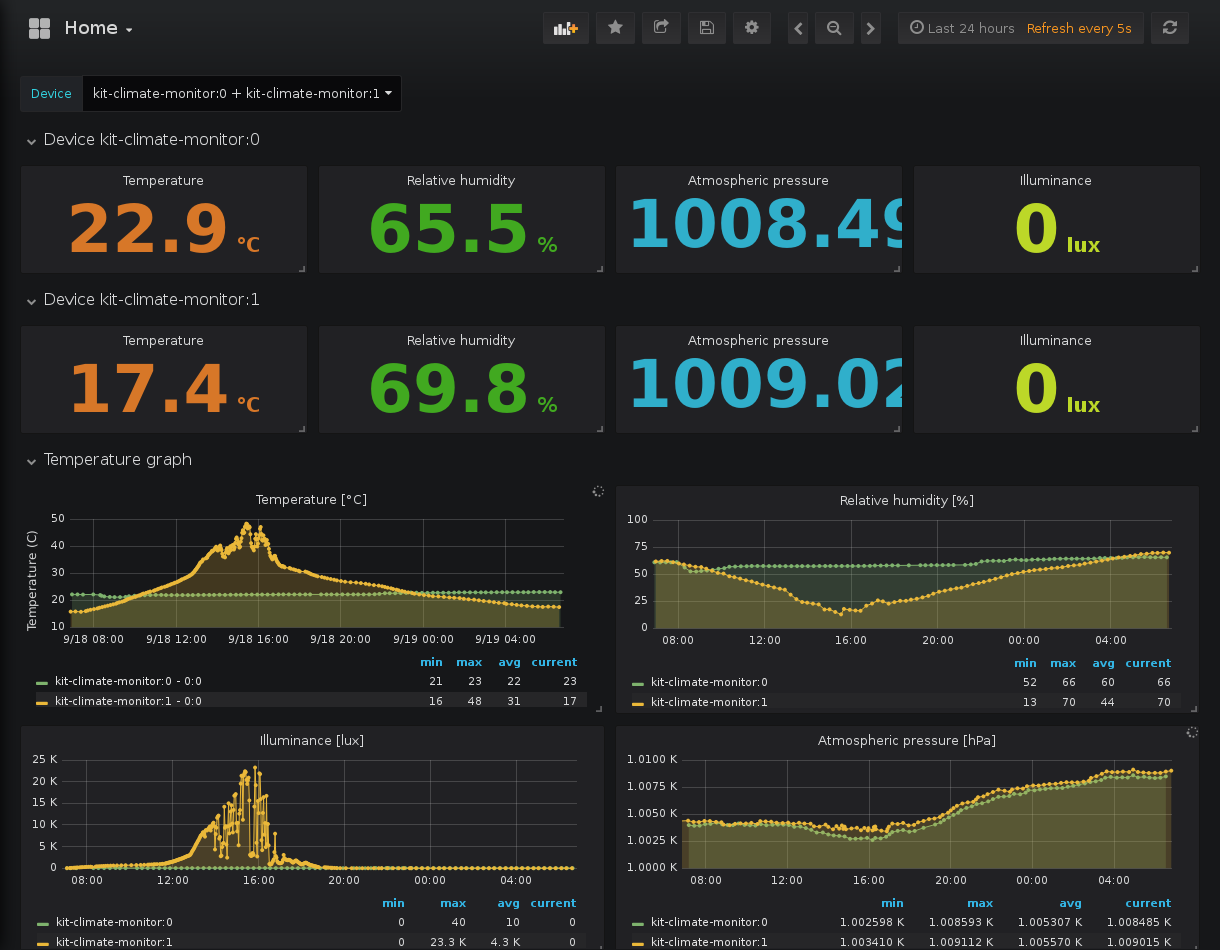 Home
Last 24 hours Refresh every 5s
Device kit-climate-monitor:0 + kit-climate-monitor:1
Device kit-climate-monitor:0
Temperature Relative humidity Atmospheric pressure Illuminance
22.9 °C 65.5 % 1008.49 0 lux
Device kit-climate-monitor:1
Temperature Relative humidity Atmospheric pressure Illuminance
17.4 °C 69.8 % 1009.02 0 lux
Temperature graph
Temperature [°C]
Temperature (C)
50
40
30
20
10
9/18 08:00 9/18 12:00 9/18 16:00 9/18 20:00 9/19 00:00 9/19 04:00
min max avg current
kit-climate-monitor:0 - 0:0 21 23 22 23
kit-climate-monitor:1 - 0:0 16 48 31 17
Relative humidity [%]
100
75
50
25
0
08:00 12:00 16:00 20:00 00:00 04:00
min max avg current
kit-climate-monitor:0 52 66 60 66
kit-climate-monitor:1 13 70 44 70
Illuminance [lux]
25 K
20 K
15 K
10 K
5 K
0
08:00 12:00 16:00 20:00 00:00 04:00
min max avg current
kit-climate-monitor:0 0 40 10 0
kit-climate-monitor:1 0 23.3 K 4.3 K 0
Atmospheric pressure [hPa]
1.0100 K
1.0075 K
1.0050 K
1.0025 K
1.0000 K
08:00 12:00 16:00 20:00 00:00 04:00
min max avg current
kit-climate-monitor:0 1.002598 K 1.008593 K 1.005307 K 1.008485 K
kit-climate-monitor:1 1.003410 K 1.009112 K 1.005570 K 1.009015 K